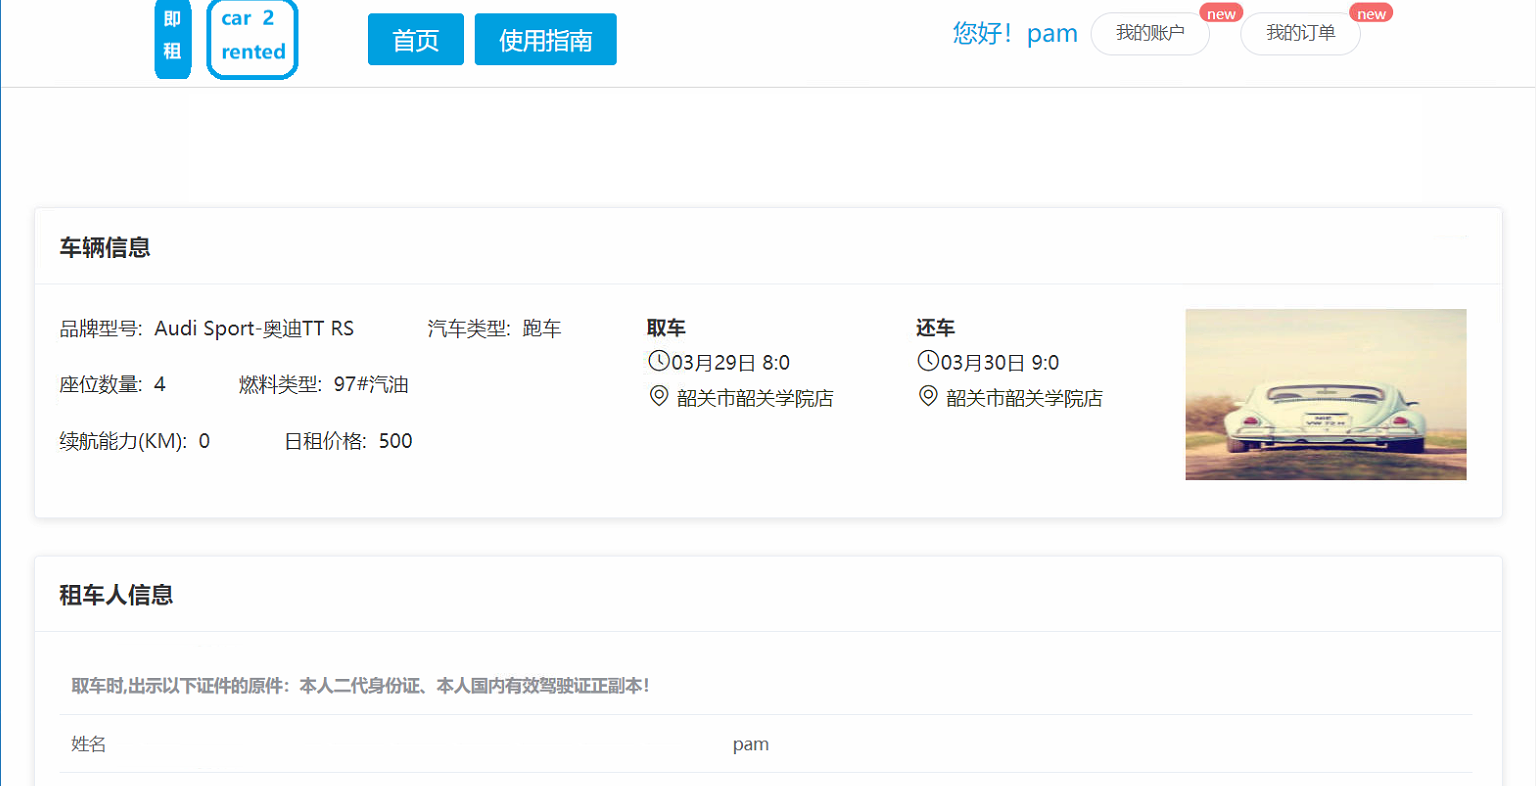 即租
car 2
rented
首页
使用指南
您好！pam
我的账户
new
我的订单
new
车辆信息
品牌型号: Audi Sport-奥迪TT RS
汽车类型: 跑车
座位数量: 4
燃料类型: 97#汽油
续航能力(KM): 0
日租价格: 500
取车
03月29日 8:0
韶关市韶关学院店
还车
03月30日 9:0
韶关市韶关学院店
租车人信息
取车时,出示以下证件的原件：本人二代身份证、本人国内有效驾驶证正副本！
姓名
pam